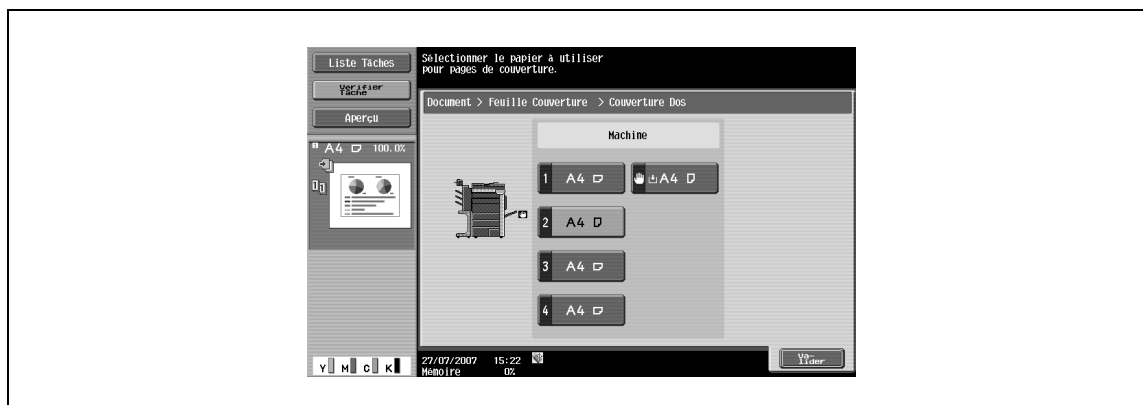 Liste Tâches
Vérifier
Tâche
Aperçu
A4 100.0%
Sélectionner le papier à utiliser
pour pages de couverture.
Document > Feuille Couverture > Couverture Dos
Machine
1 A4
A4
2 A4
3 A4
4 A4
Y M C K
27/07/2007 15:22
Mémoire 0%
Va-
lider